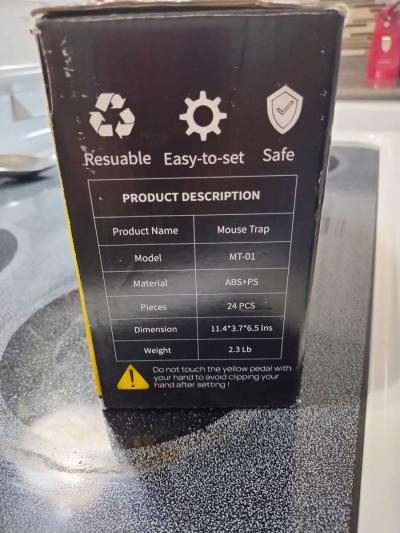 Resuable Easy-to-set Safe
PRODUCT DESCRIPTION
Product Name Mouse Trap
Model MT-01
Material ABS+PS
Pieces 24 PCS
Dimension 11.4*3.7*6.5 Ins
Weight 2.3 Lb
Do not touch the yellow pedal with
your hand to avoid clipping your
hand after setting !